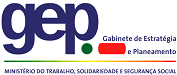 gep
Gabinete de Estratégia
e Planeamento
MINISTÉRIO DO TRABALHO, SOLIDARIEDADE E SEGURANÇA SOCIAL